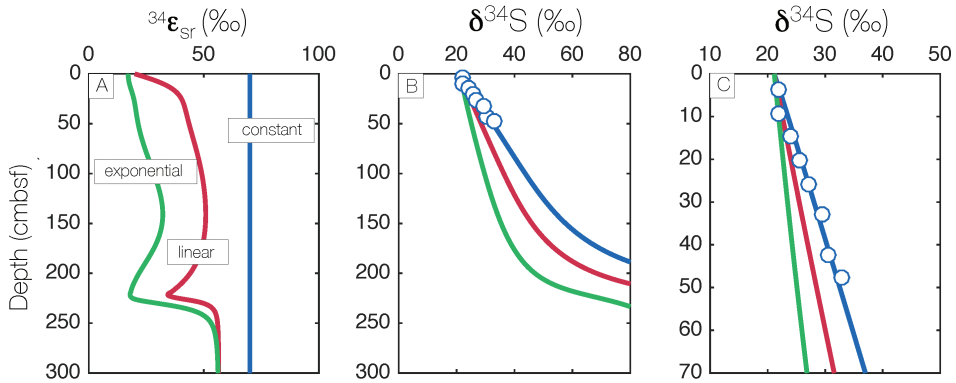 ³⁴ε_sr (‰)
0 50 100
A
constant
exponential
linear
Depth (cmbsf)
0
50
100
150
200
250
300
δ³⁴S (‰)
0 20 40 60 80
B
0
50
100
150
200
250
300
δ³⁴S (‰)
10 20 30 40 50
C
0
10
20
30
40
50
60
70